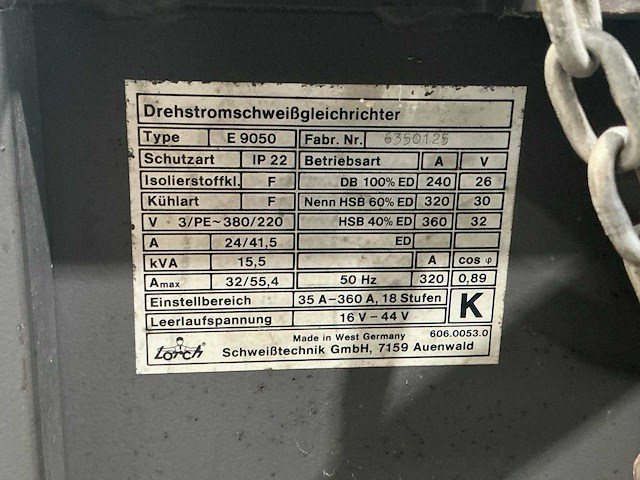 Drehstromschweißgleichrichter
Type E 9050 Fabr. Nr. 6350125
Schutzart IP 22 Betriebsart A V
Isolierstoffkl. F DB 100% ED 240 26
Kühlart F Nenn HSB 60% ED 320 30
V 3/PE~380/220 HSB 40% ED 360 32
A 24/41,5 ED
kVA 15,5 A cos φ
Amax 32/55,4 50 Hz 320 0,89
Einstellbereich 35 A–360 A, 18 Stufen K
Leerlaufspannung 16 V – 44 V
Made in West Germany 606.0053.0
Lorch Schweißtechnik GmbH, 7159 Auenwald